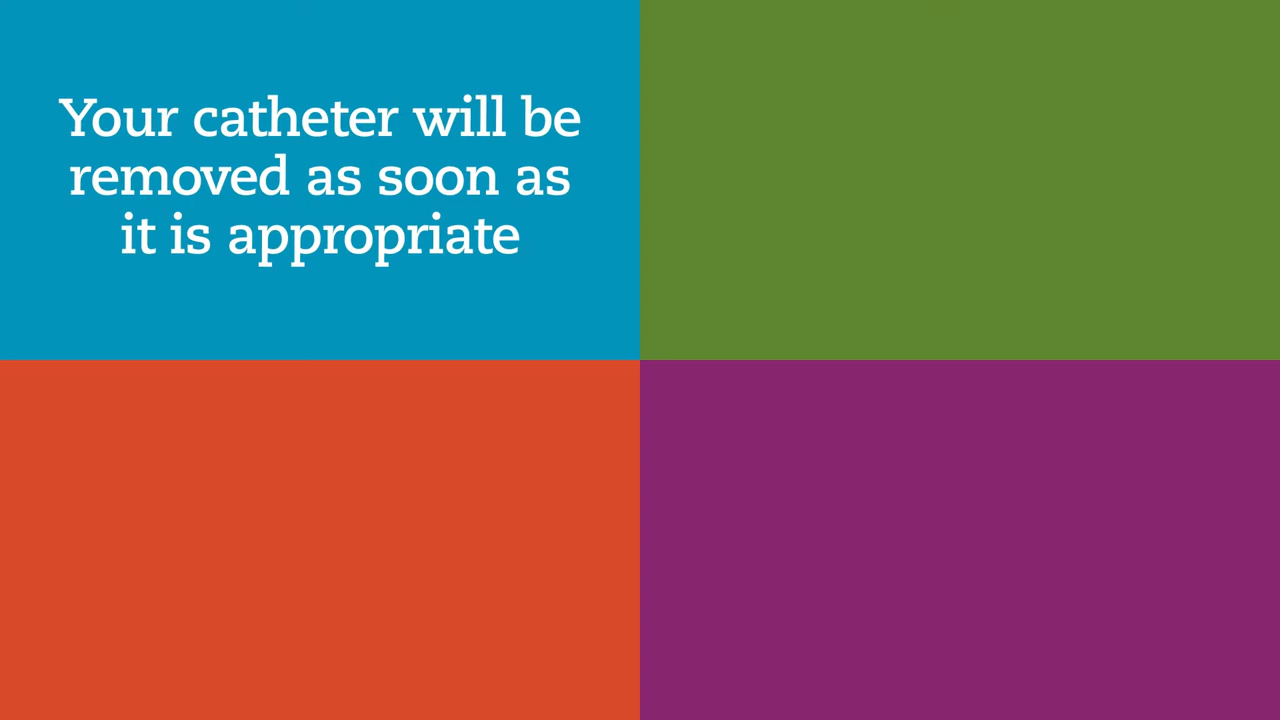 Your catheter will be
removed as soon as
it is appropriate